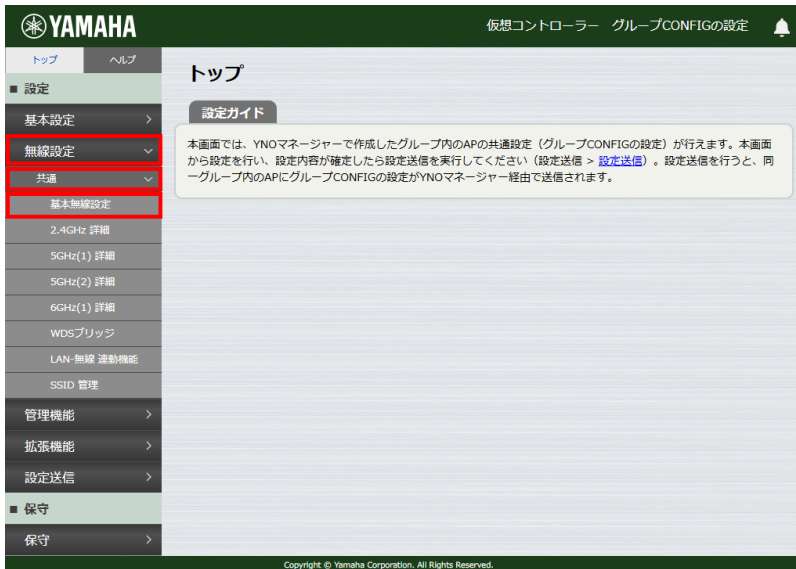 YAMAHA
仮想コントローラー グループCONFIGの設定
トップ
ヘルプ
■ 設定
基本設定
無線設定
共通
基本無線設定
2.4GHz 詳細
5GHz(1) 詳細
5GHz(2) 詳細
6GHz(1) 詳細
WDSブリッジ
LAN-無線 連動機能
SSID 管理
管理機能
拡張機能
設定送信
■ 保守
保守
トップ
設定ガイド
本画面では、YNOマネージャーで作成したグループ内のAPの共通設定（グループCONFIGの設定）が行えます。本画面
から設定を行い、設定内容が確定したら設定送信を実行してください（設定送信 > 設定送信）。設定送信を行うと、同
一グループ内のAPにグループCONFIGの設定がYNOマネージャー経由で送信されます。
Copyright © Yamaha Corporation. All Rights Reserved.